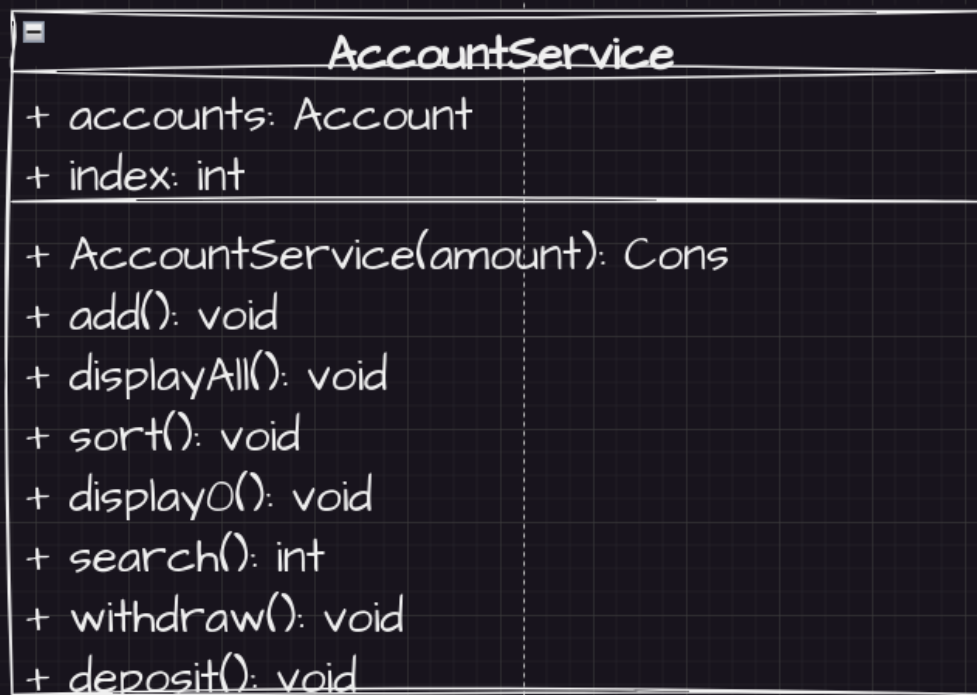 AccountService
+ accounts: Account
+ index: int
+ AccountService(amount): Cons
+ add(): void
+ displayAll(): void
+ sort(): void
+ display0(): void
+ search(): int
+ withdraw(): void
+ deposit(): void